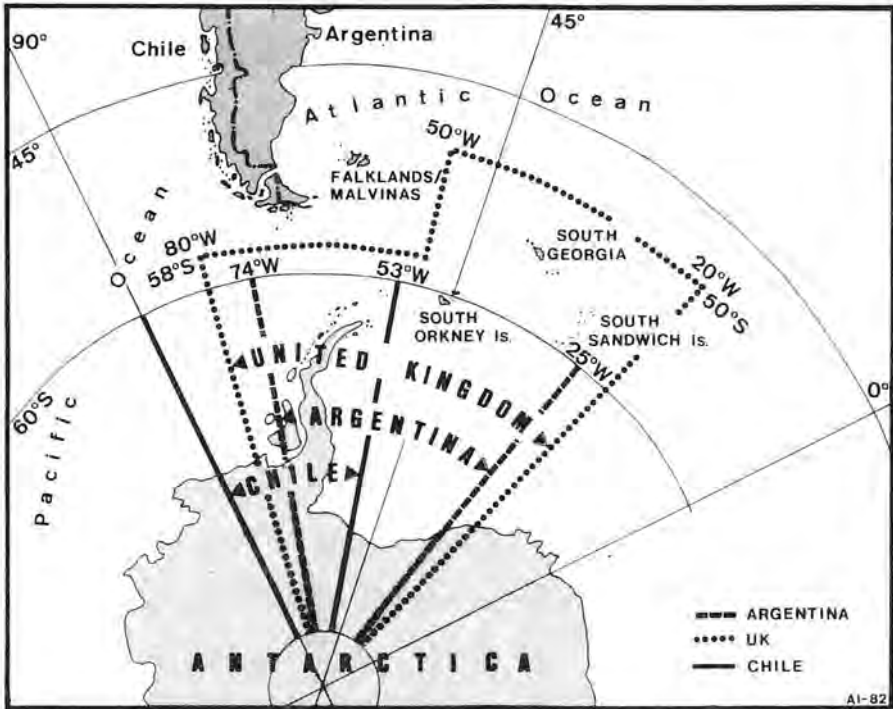 90°
Chile
Argentina
45°
Atlantic Ocean
45°
50°W
FALKLANDS/
MALVINAS
Pacific Ocean
80°W
58°S
74°W
53°W
SOUTH
GEORGIA
20°W
50°S
SOUTH
ORKNEY Is.
SOUTH
SANDWICH Is.
25°W
0°
60°S
UNITED KINGDOM
ARGENTINA
CHILE
ANTARCTICA
ARGENTINA
UK
CHILE
AI-82